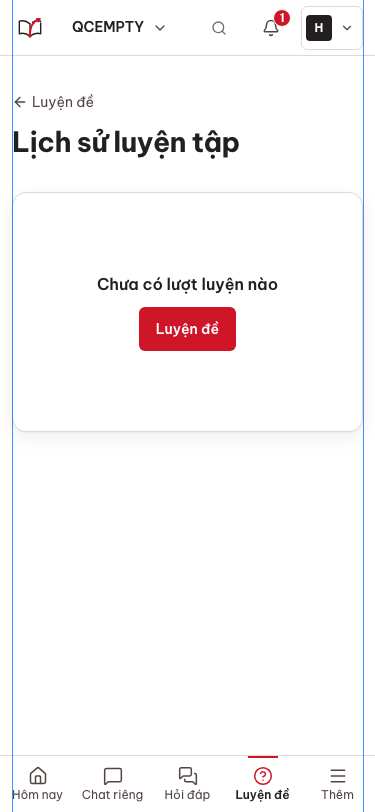 QCEMPTY
1
H
Luyện đề
Lịch sử luyện tập
Chưa có lượt luyện nào
Luyện đề
Hôm nay
Chat riêng
Hỏi đáp
Luyện đề
Thêm